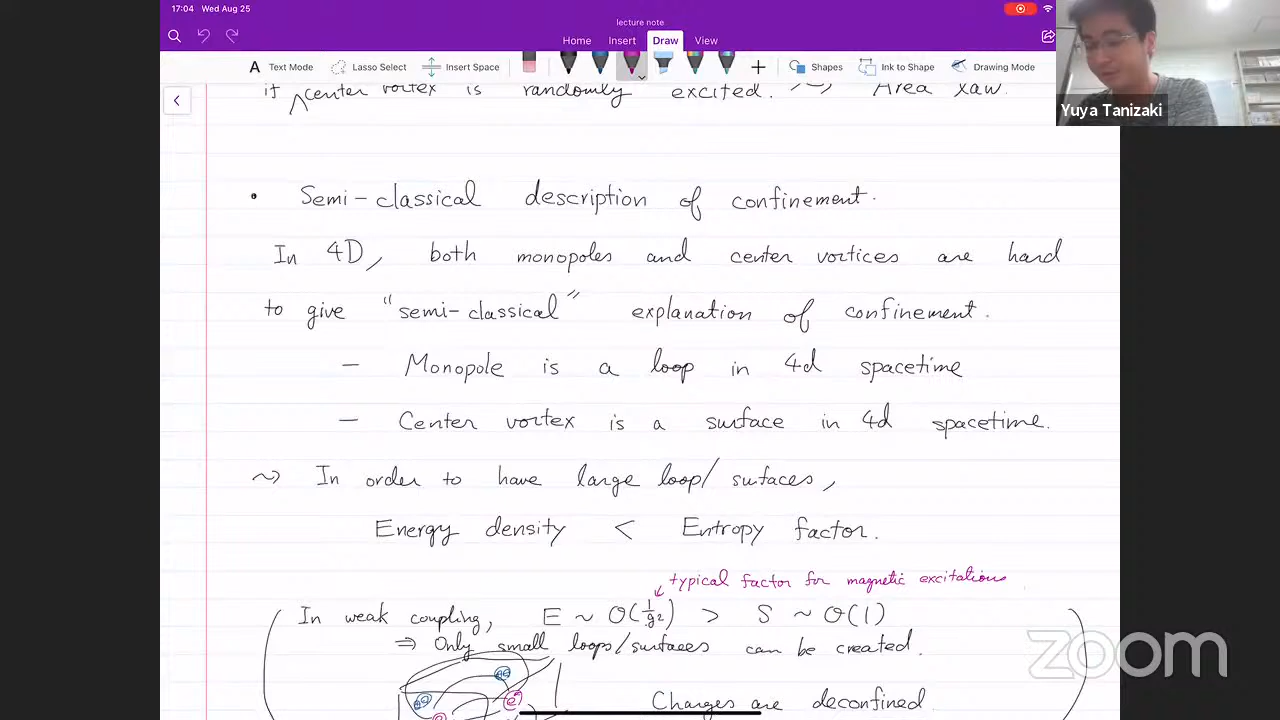 17:04 Wed Aug 25
lecture note
Home Insert Draw View
Text Mode Lasso Select Insert Space Shapes Ink to Shape Drawing Mode
Yuya Tanizaki
if center vortex is randomly excited. Area Law.
• Semi-classical description of confinement.
In 4D, both monopoles and center vortices are hard
to give "semi-classical" explanation of confinement.
— Monopole is a loop in 4d spacetime
— Center vortex is a surface in 4d spacetime.
⇝ In order to have large loop/surfaces,
Energy density < Entropy factor.
typical factor for magnetic excitations
(In weak coupling, E ~ O(1/g²) > S ~ O(1)
⇒ Only small loops/surfaces can be created.
Charges are deconfined)
zoom